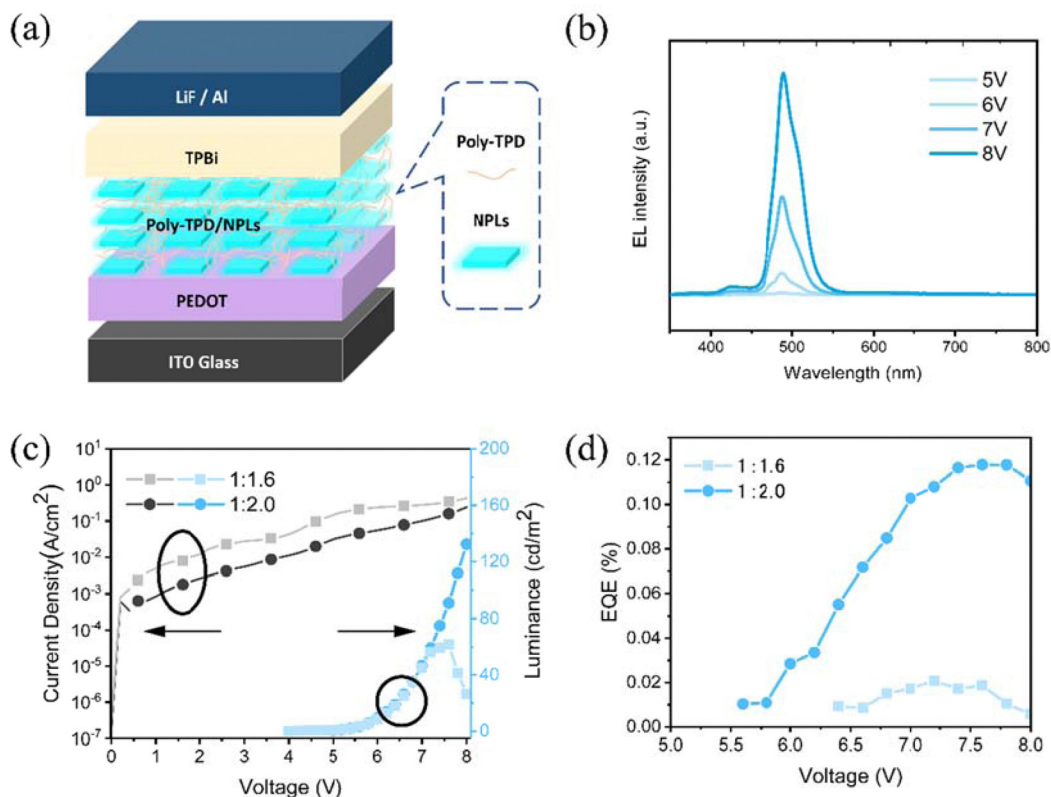 (a)
LiF / Al
TPBi
Poly-TPD/NPLs
PEDOT
ITO Glass
Poly-TPD
NPLs
(b)
EL intensity (a.u.)
5V
6V
7V
8V
400 500 600 700 800
Wavelength (nm)
(c)
Current Density(A/cm²)
10¹
10⁰
10⁻¹
10⁻²
10⁻³
10⁻⁴
10⁻⁵
10⁻⁶
10⁻⁷
1:1.6
1:2.0
200
160
120
80
40
0
Luminance (cd/m²)
0 1 2 3 4 5 6 7 8
Voltage (V)
(d)
EQE (%)
0.12
0.10
0.08
0.06
0.04
0.02
0.00
1:1.6
1:2.0
5.0 5.5 6.0 6.5 7.0 7.5 8.0
Voltage (V)